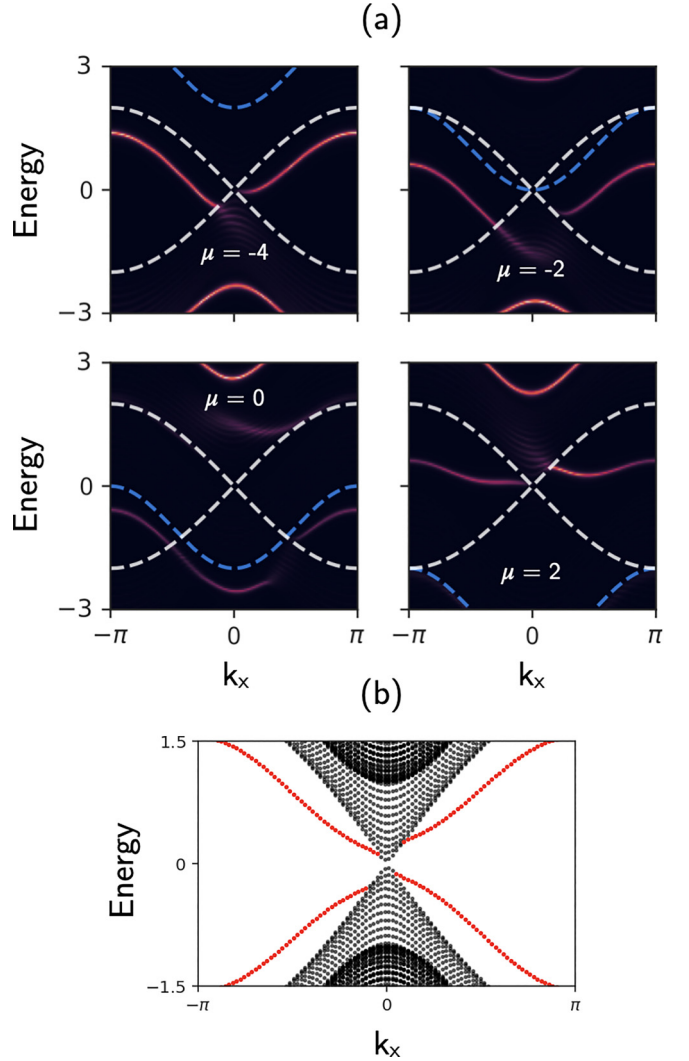 (a)
3
0
−3
Energy
μ = -4
μ = -2
3
0
−3
Energy
μ = 0
μ = 2
−π 0 π −π 0 π
kₓ kₓ
(b)
1.5
0
−1.5
Energy
−π 0 π
kₓ